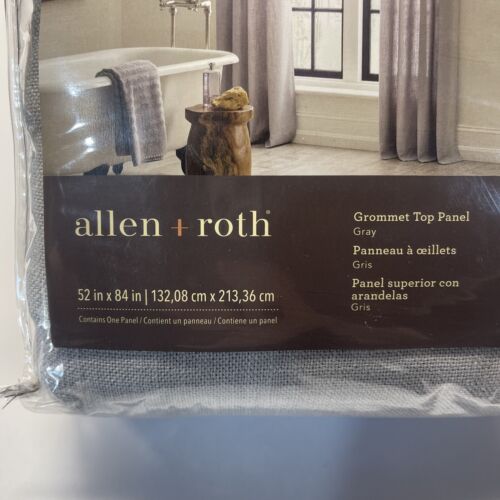 allen + roth®
Grommet Top Panel
Gray
Panneau à œillets
Gris
Panel superior con
arandelas
Gris
52 in x 84 in | 132,08 cm x 213,36 cm
Contains One Panel / Contient un panneau / Contiene un panel